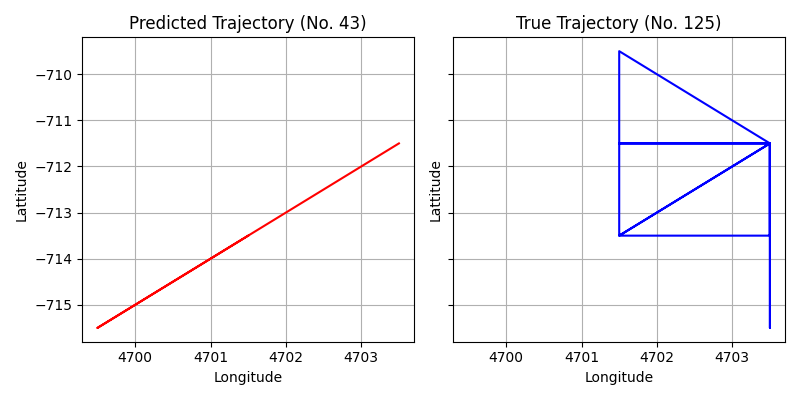 Predicted Trajectory (No. 43)
Lattitude
−710
−711
−712
−713
−714
−715
4700
4701
4702
4703
Longitude
True Trajectory (No. 125)
Lattitude
4700
4701
4702
4703
Longitude